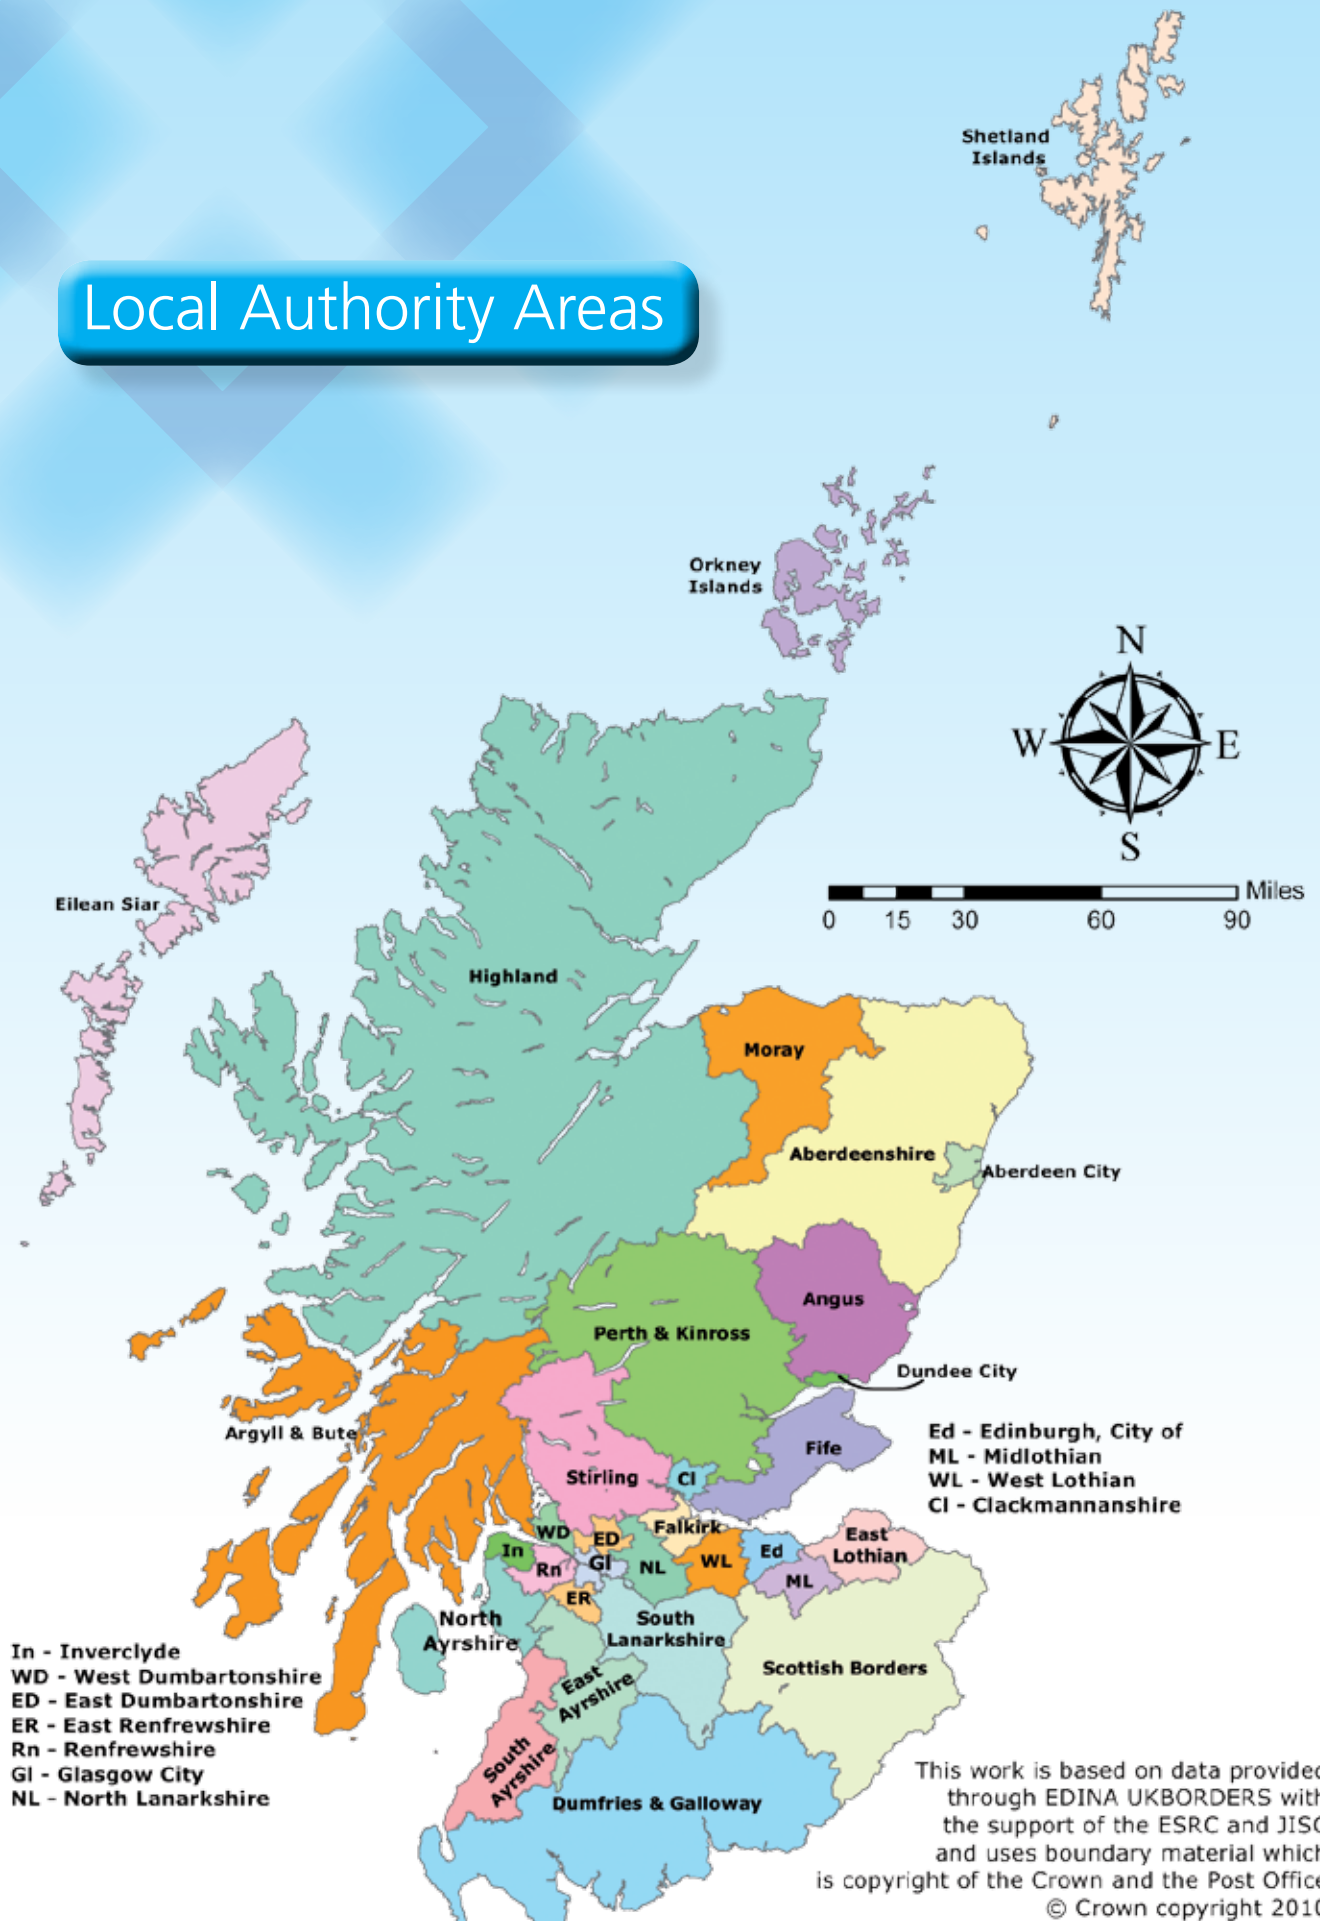 Shetland
Islands
Local Authority Areas
Orkney
Islands
N
W
E
S
Miles
0 15 30 60 90
Eilean Siar
Highland
Moray
Aberdeenshire
Aberdeen City
Angus
Perth & Kinross
Dundee City
Argyll & Bute
Fife
Stirling
Cl
Ed - Edinburgh, City of
ML - Midlothian
WL - West Lothian
Cl - Clackmannanshire
Falkirk
WD
ED
East
Lothian
In
Rn
Gl
NL
WL
Ed
ML
ER
North
Ayrshire
South
Lanarkshire
Scottish Borders
East
Ayrshire
South
Ayrshire
Dumfries & Galloway
In - Inverclyde
WD - West Dumbartonshire
ED - East Dumbartonshire
ER - East Renfrewshire
Rn - Renfrewshire
Gl - Glasgow City
NL - North Lanarkshire
This work is based on data provided
through EDINA UKBORDERS with
the support of the ESRC and JISC
and uses boundary material which
is copyright of the Crown and the Post Office
© Crown copyright 2010